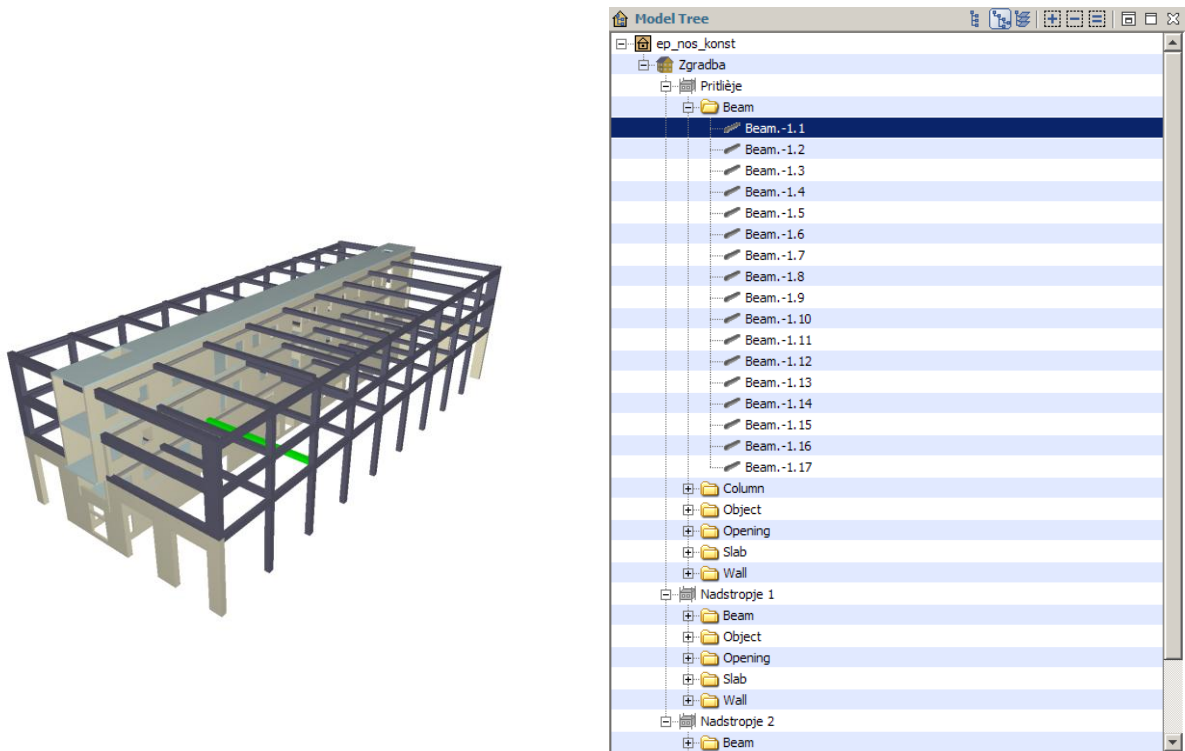 Model Tree
ep_nos_konst
Zgradba
Pritlièje
Beam
Beam.-1.1
Beam.-1.2
Beam.-1.3
Beam.-1.4
Beam.-1.5
Beam.-1.6
Beam.-1.7
Beam.-1.8
Beam.-1.9
Beam.-1.10
Beam.-1.11
Beam.-1.12
Beam.-1.13
Beam.-1.14
Beam.-1.15
Beam.-1.16
Beam.-1.17
Column
Object
Opening
Slab
Wall
Nadstropje 1
Beam
Object
Opening
Slab
Wall
Nadstropje 2
Beam